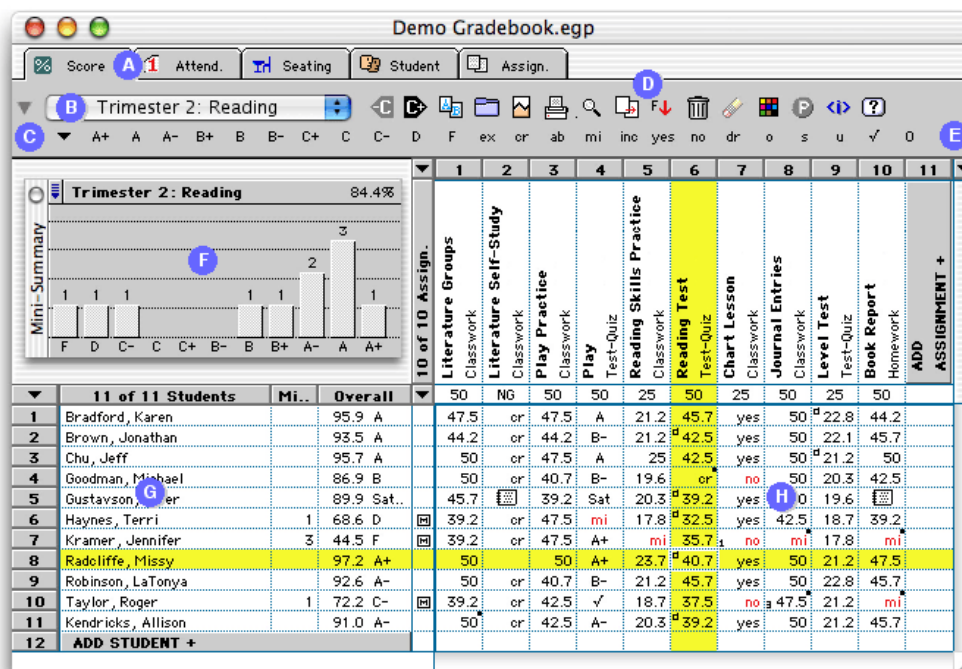 Demo Gradebook.egp
Score A 1 Attend. Seating Student Assign.
B Trimester 2: Reading C C+ D F P <i> ?
C A+ A A- B+ B B- C+ C C- D F ex cr ab mi inc yes no dr o s u √ 0 E
Mini-Summary
Trimester 2: Reading 84.4%
F
1 1 1 1 1 2 3 1
F D C- C C+ B- B B+ A- A A+
10 of 10 Assign.
1 2 3 4 5 6 7 8 9 10 11
Literature Groups Classwork
Literature Self-Study Classwork
Play Practice Classwork
Play Test-Quiz
Reading Skills Practice Classwork
Reading Test Test-Quiz
Chart Lesson Classwork
Journal Entries Classwork
Level Test Test-Quiz
Book Report Homework
ADD ASSIGNMENT +
11 of 11 Students Mi.. Overall 50 NG 50 50 25 50 25 50 25 50
1 Bradford, Karen 95.9 A 47.5 cr 47.5 A 21.2 45.7 yes 50 d 22.8 44.2
2 Brown, Jonathan 93.5 A 44.2 cr 44.2 B- 21.2 d 42.5 yes 50 22.1 45.7
3 Chu, Jeff 95.7 A 50 cr 47.5 A 25 42.5 yes 50 d 21.2 50
4 Goodman, Michael 86.9 B 50 cr 40.7 B- 19.6 cr no 50 20.3 42.5
5 Gustavson, G 89.9 Sat.. 45.7 39.2 Sat 20.3 d 39.2 yes H 19.6
6 Haynes, Terri 1 68.6 D M 39.2 cr 47.5 mi 17.8 d 32.5 yes 42.5 18.7 39.2
7 Kramer, Jennifer 3 44.5 F M 39.2 cr 47.5 A+ mi 35.7 1 no mi 17.8 mi
8 Radcliffe, Missy 97.2 A+ 50 50 A+ 23.7 d 40.7 yes 50 21.2 47.5
9 Robinson, LaTonya 92.6 A- 50 cr 40.7 B- 21.2 45.7 yes 50 22.8 45.7
10 Taylor, Roger 1 72.2 C- M 39.2 cr 42.5 √ 18.7 37.5 no 3 47.5 21.2 mi
11 Kendricks, Allison 91.0 A- 50 cr 42.5 A- 20.3 d 39.2 yes 50 21.2 45.7
12 ADD STUDENT +